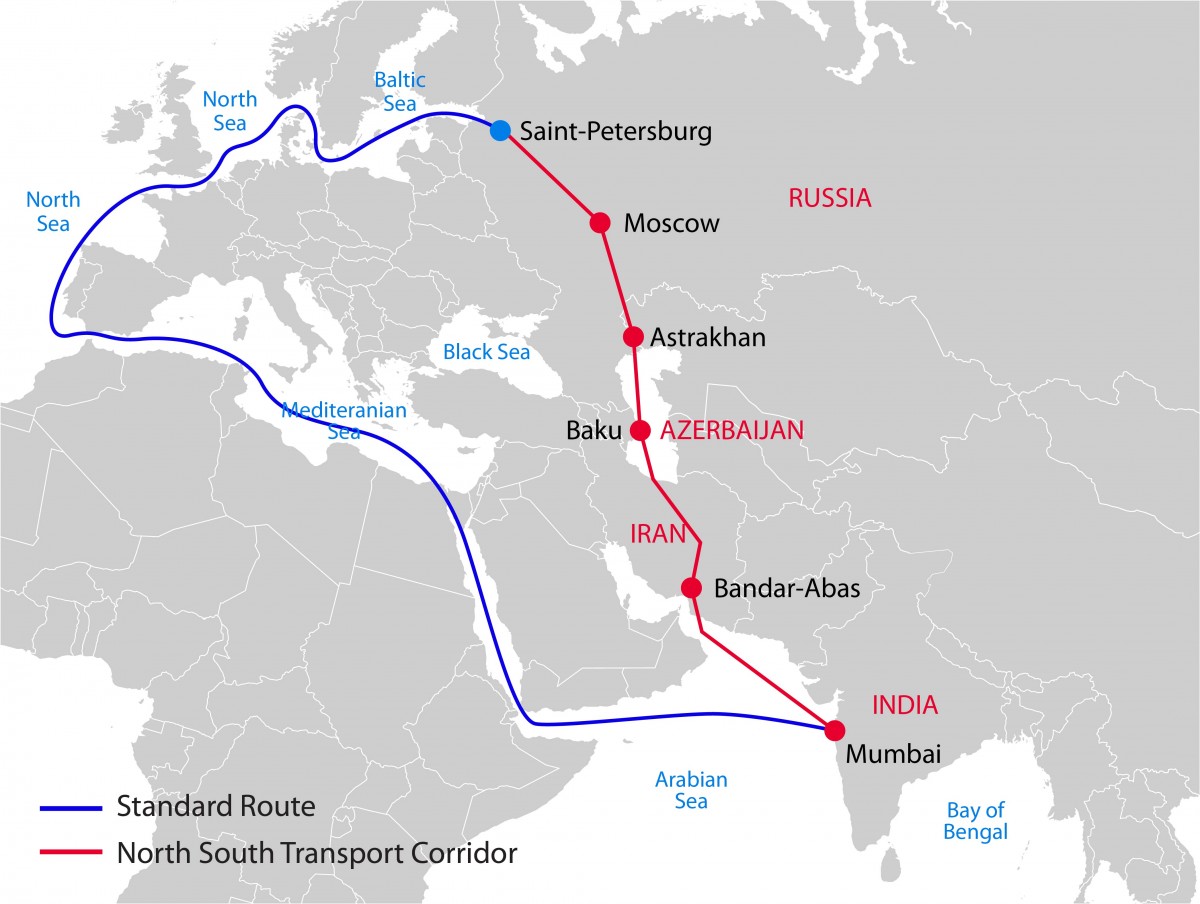 Baltic
Sea
North
Sea
Saint-Petersburg
North
Sea
RUSSIA
Moscow
Astrakhan
Black Sea
Mediteranian
Sea
Baku
AZERBAIJAN
IRAN
Bandar-Abas
INDIA
Mumbai
Arabian
Sea
Bay of
Bengal
Standard Route
North South Transport Corridor